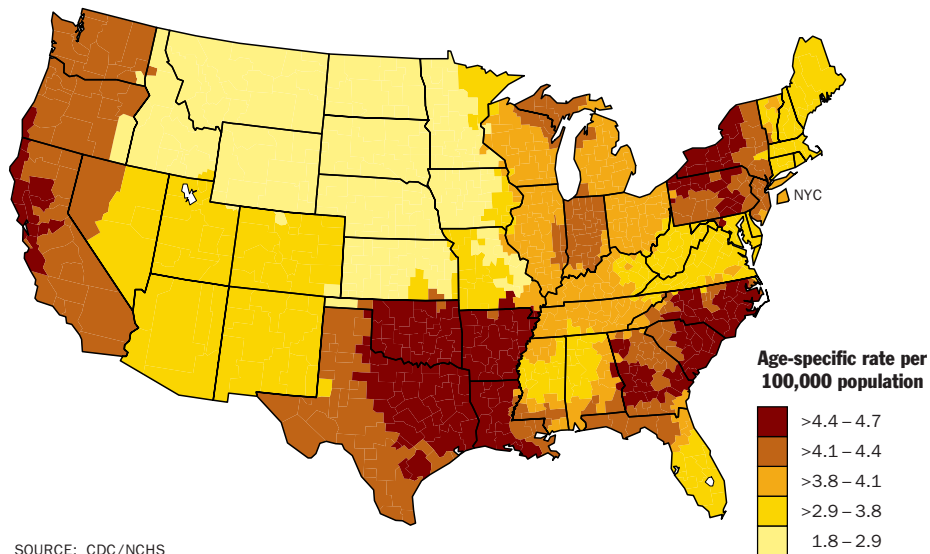 NYC
Age-specific rate per
100,000 population
>4.4 – 4.7
>4.1 – 4.4
>3.8 – 4.1
>2.9 – 3.8
1.8 – 2.9
SOURCE: CDC/NCHS